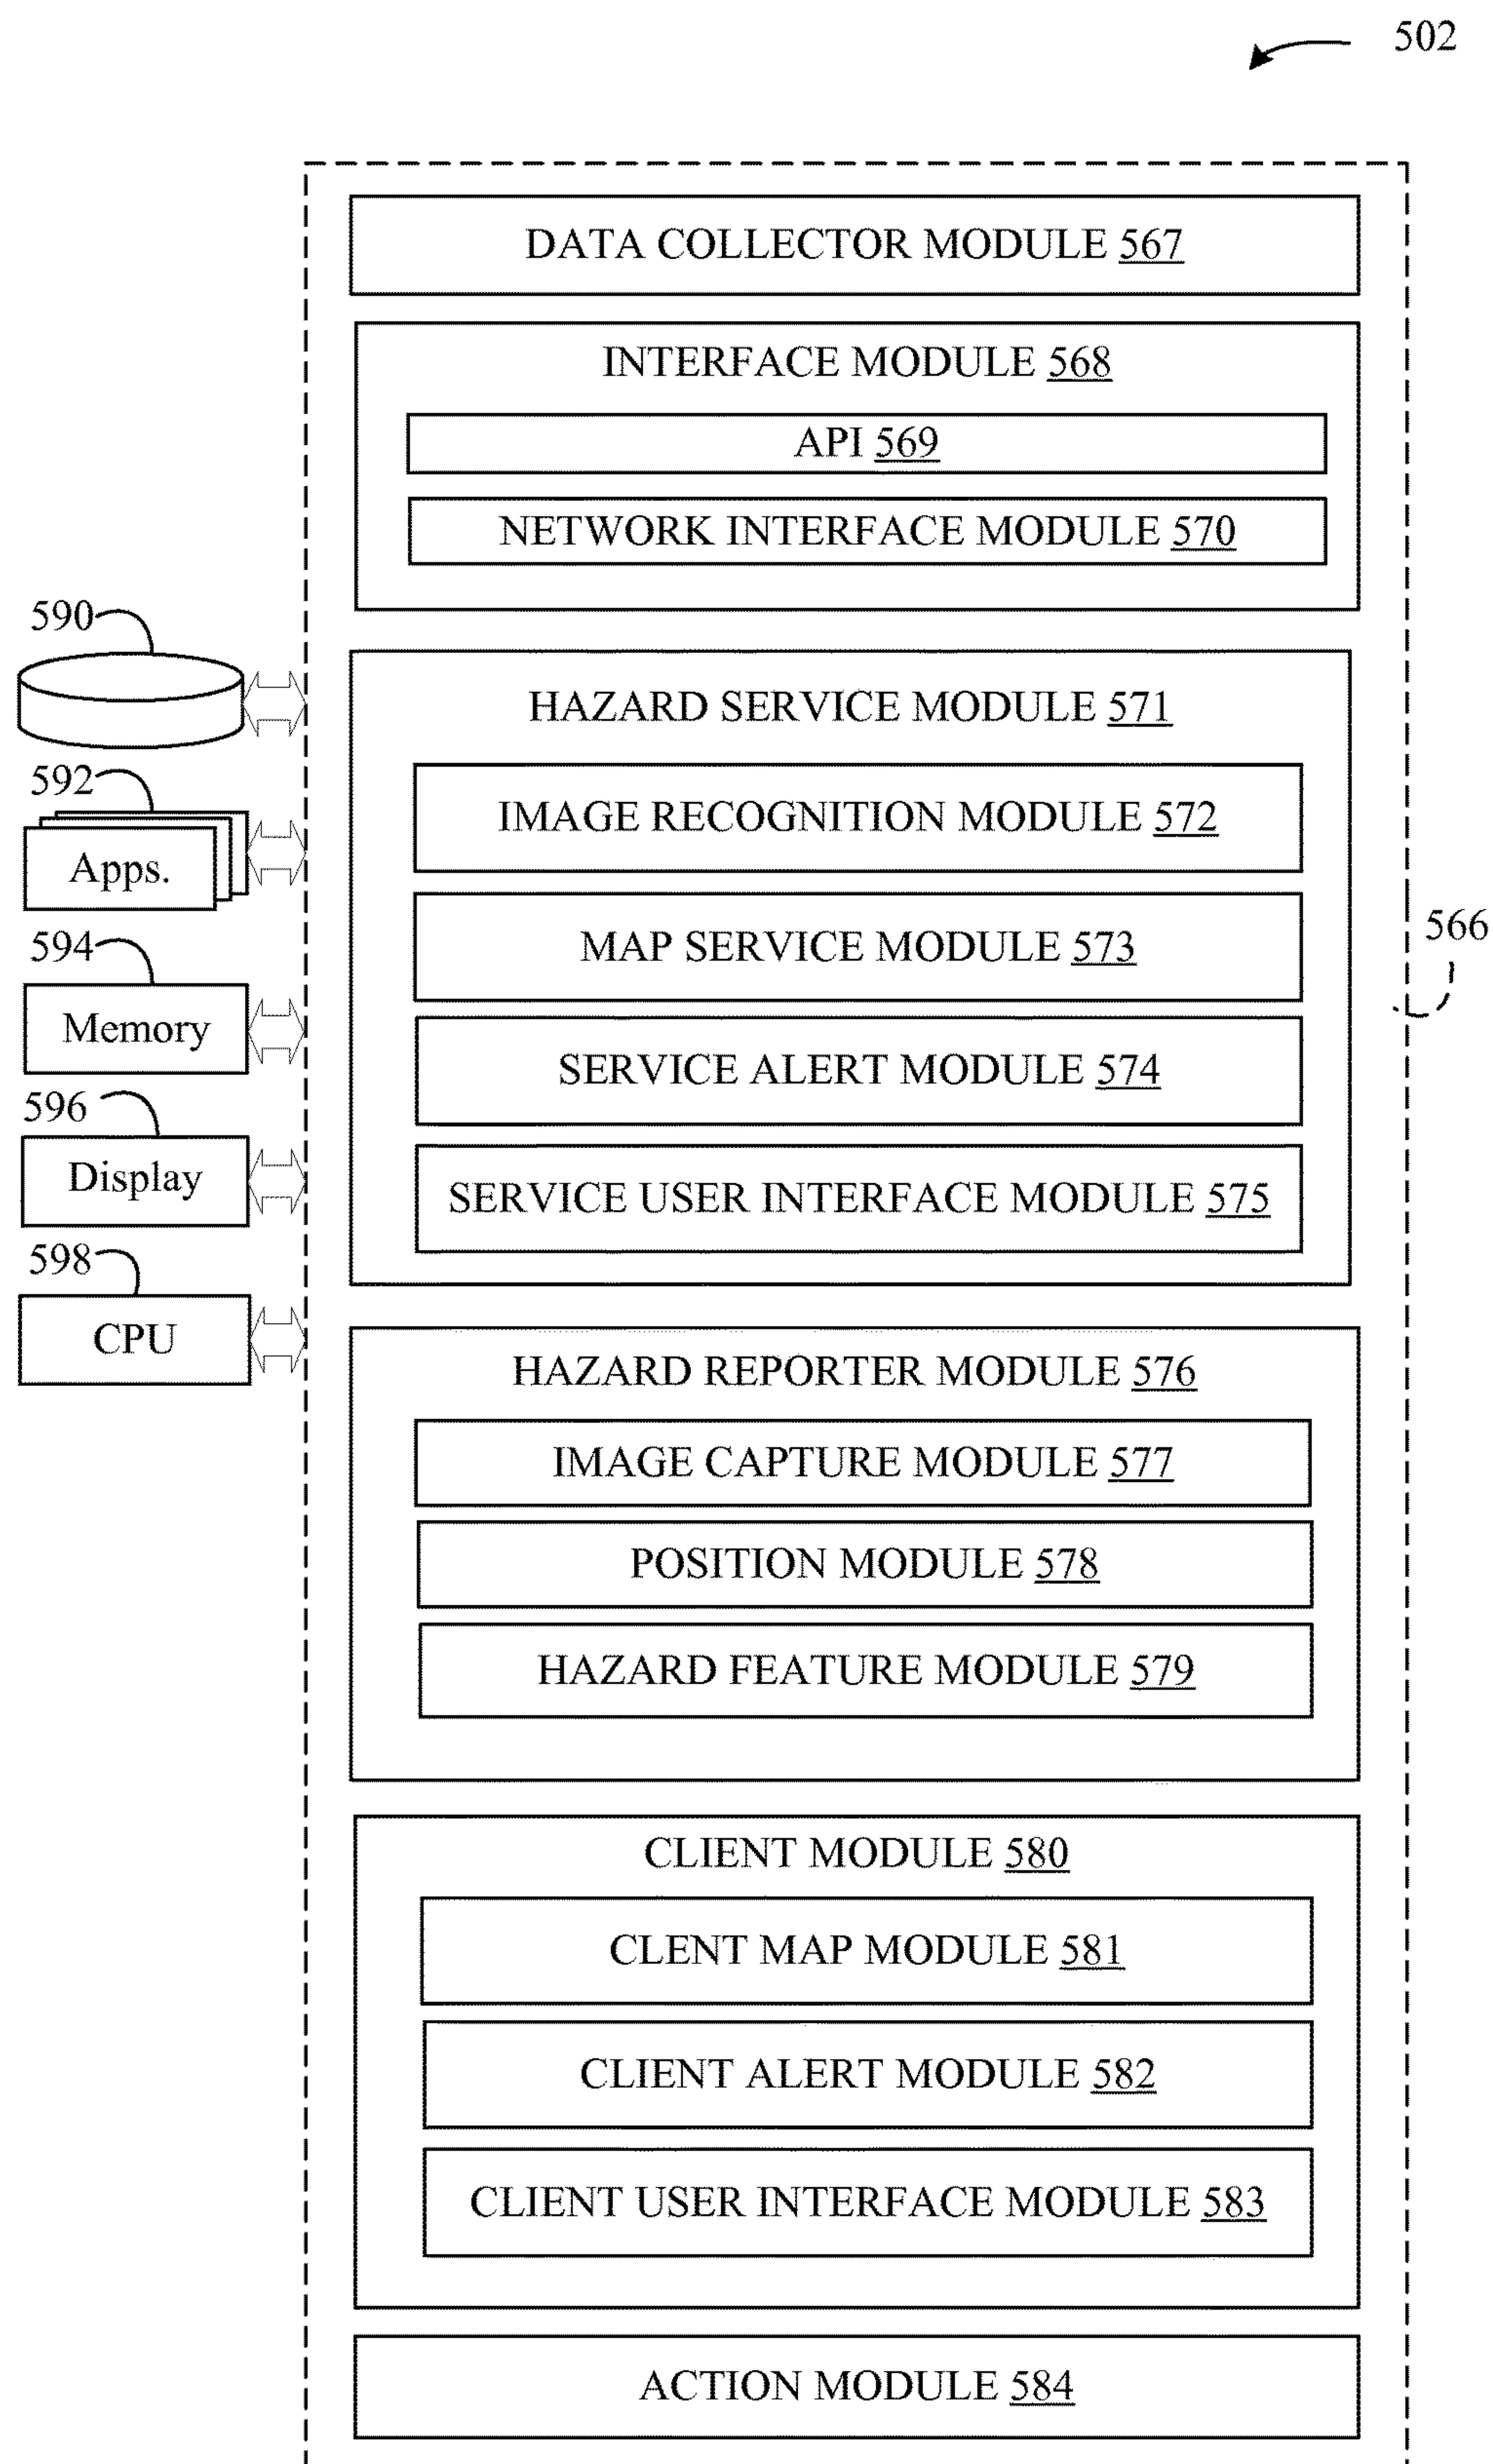 502
DATA COLLECTOR MODULE 567
INTERFACE MODULE 568
API 569
NETWORK INTERFACE MODULE 570
590
HAZARD SERVICE MODULE 571
592
IMAGE RECOGNITION MODULE 572
Apps.
566
594
MAP SERVICE MODULE 573
Memory
SERVICE ALERT MODULE 574
596
Display
SERVICE USER INTERFACE MODULE 575
598
CPU
HAZARD REPORTER MODULE 576
IMAGE CAPTURE MODULE 577
POSITION MODULE 578
HAZARD FEATURE MODULE 579
CLIENT MODULE 580
CLENT MAP MODULE 581
CLIENT ALERT MODULE 582
CLIENT USER INTERFACE MODULE 583
ACTION MODULE 584